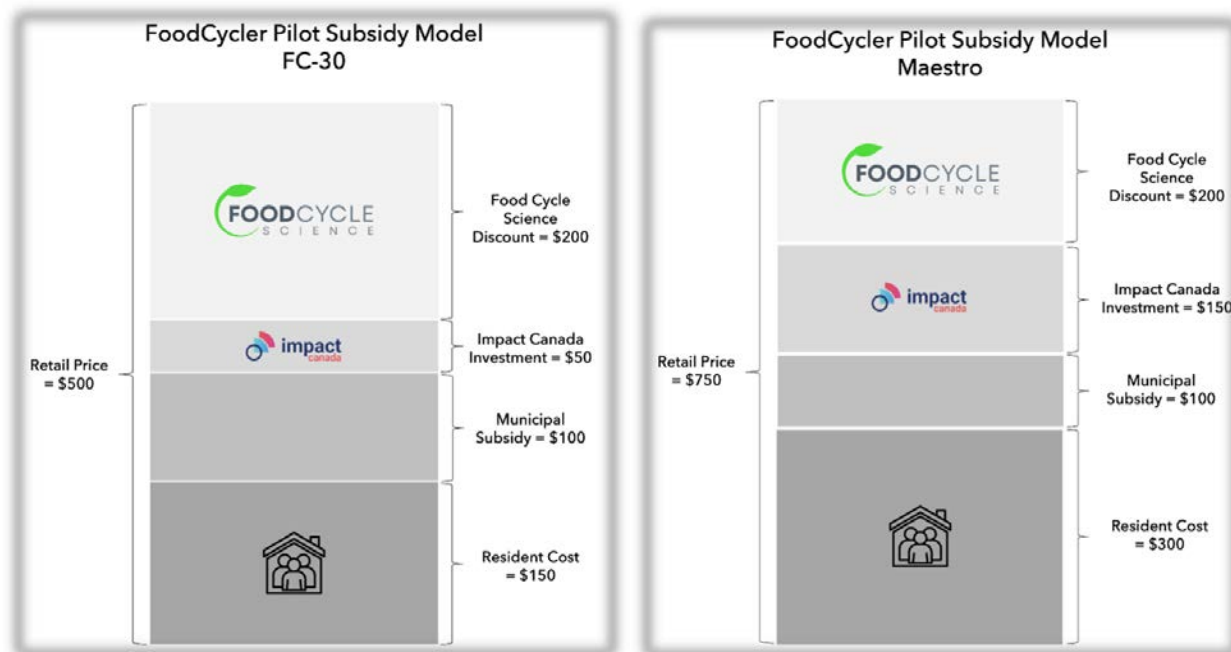 FoodCycler Pilot Subsidy Model
FC-30
FOODCYCLE
SCIENCE
Food Cycle
Science
Discount = $200
impact
canada
Impact Canada
Investment = $50
Retail Price
= $500
Municipal
Subsidy = $100
Resident Cost
= $150
FoodCycler Pilot Subsidy Model
Maestro
FOODCYCLE
SCIENCE
Food Cycle
Science
Discount = $200
impact
canada
Impact Canada
Investment = $150
Retail Price
= $750
Municipal
Subsidy = $100
Resident Cost
= $300